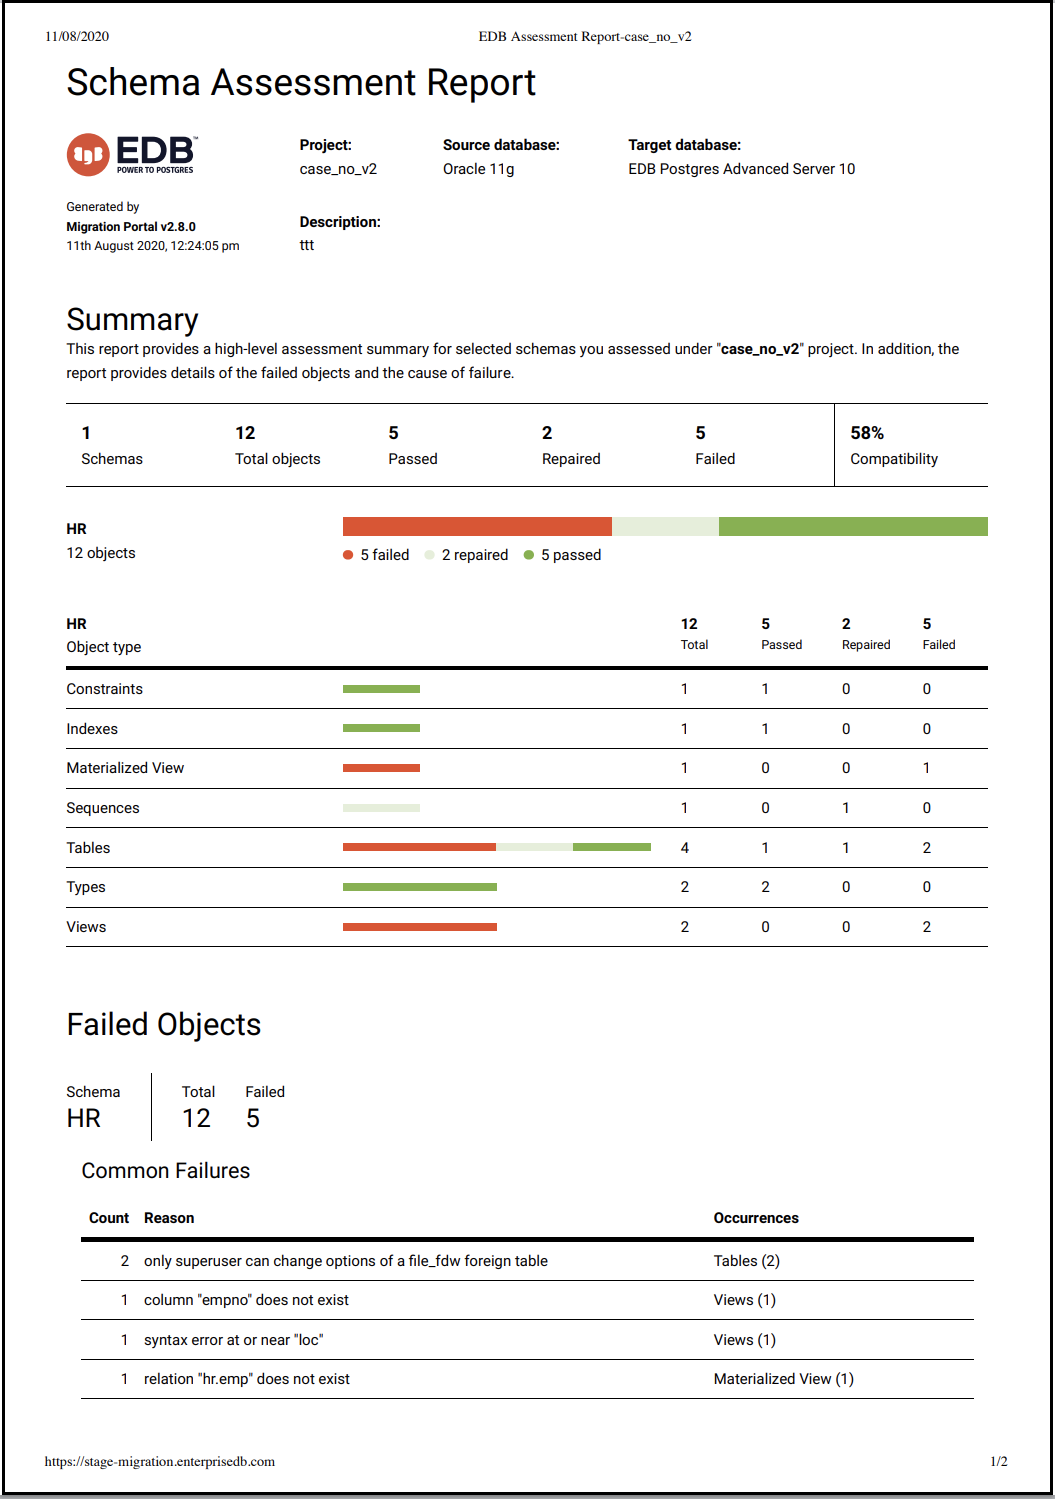 11/08/2020 EDB Assessment Report-case_no_v2
Schema Assessment Report
EDB™
POWER TO POSTGRES
Project: Source database: Target database:
case_no_v2 Oracle 11g EDB Postgres Advanced Server 10
Generated by
Migration Portal v2.8.0
11th August 2020, 12:24:05 pm
Description:
ttt
Summary
This report provides a high-level assessment summary for selected schemas you assessed under "case_no_v2" project. In addition, the
report provides details of the failed objects and the cause of failure.
1 12 5 2 5 58%
Schemas Total objects Passed Repaired Failed Compatibility
HR
12 objects
5 failed 2 repaired 5 passed
HR 12 5 2 5
Object type Total Passed Repaired Failed
Constraints 1 1 0 0
Indexes 1 1 0 0
Materialized View 1 0 0 1
Sequences 1 0 1 0
Tables 4 1 1 2
Types 2 2 0 0
Views 2 0 0 2
Failed Objects
Schema Total Failed
HR 12 5
Common Failures
Count Reason Occurrences
2 only superuser can change options of a file_fdw foreign table Tables (2)
1 column "empno" does not exist Views (1)
1 syntax error at or near "loc" Views (1)
1 relation "hr.emp" does not exist Materialized View (1)
https://stage-migration.enterprisedb.com 1/2